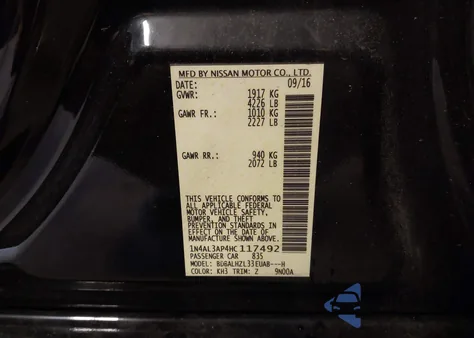 MFD BY NISSAN MOTOR CO., LTD.
DATE: 09/16
GVWR: 1917 KG
4226 LB
GAWR FR.: 1010 KG
2227 LB
GAWR RR.: 940 KG
2072 LB
THIS VEHICLE CONFORMS TO
ALL APPLICABLE FEDERAL
MOTOR VEHICLE SAFETY,
BUMPER, AND THEFT
PREVENTION STANDARDS IN
EFFECT ON THE DATE OF
MANUFACTURE SHOWN ABOVE.
1N4AL3AP4HC117492
PASSENGER CAR 835
MODEL: BDBALHZL33EUAB---H
COLOR: KH3 TRIM: Z 9N00A